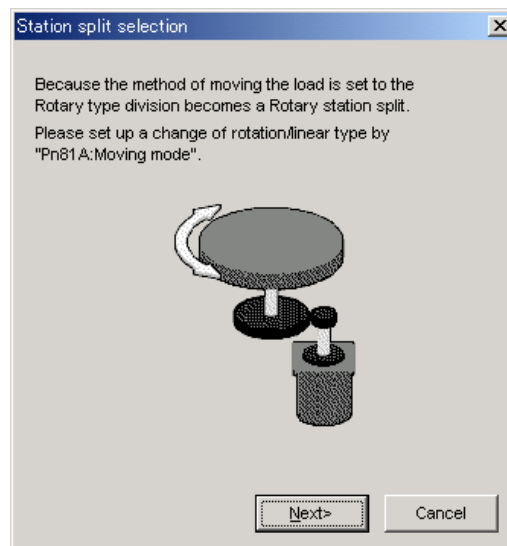 Station split selection
Because the method of moving the load is set to the
Rotary type division becomes a Rotary station split.
Please set up a change of rotation/linear type by
"Pn81A:Moving mode".
Next>
Cancel